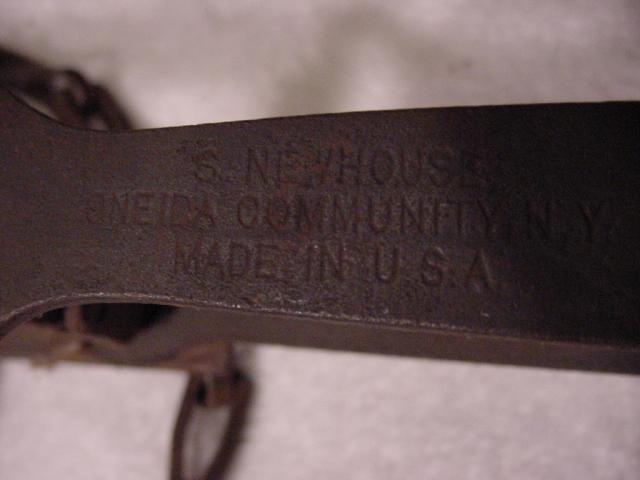 S. NEWHOUSE
ONEIDA COMMUNITY, N.Y.
MADE IN U.S.A.